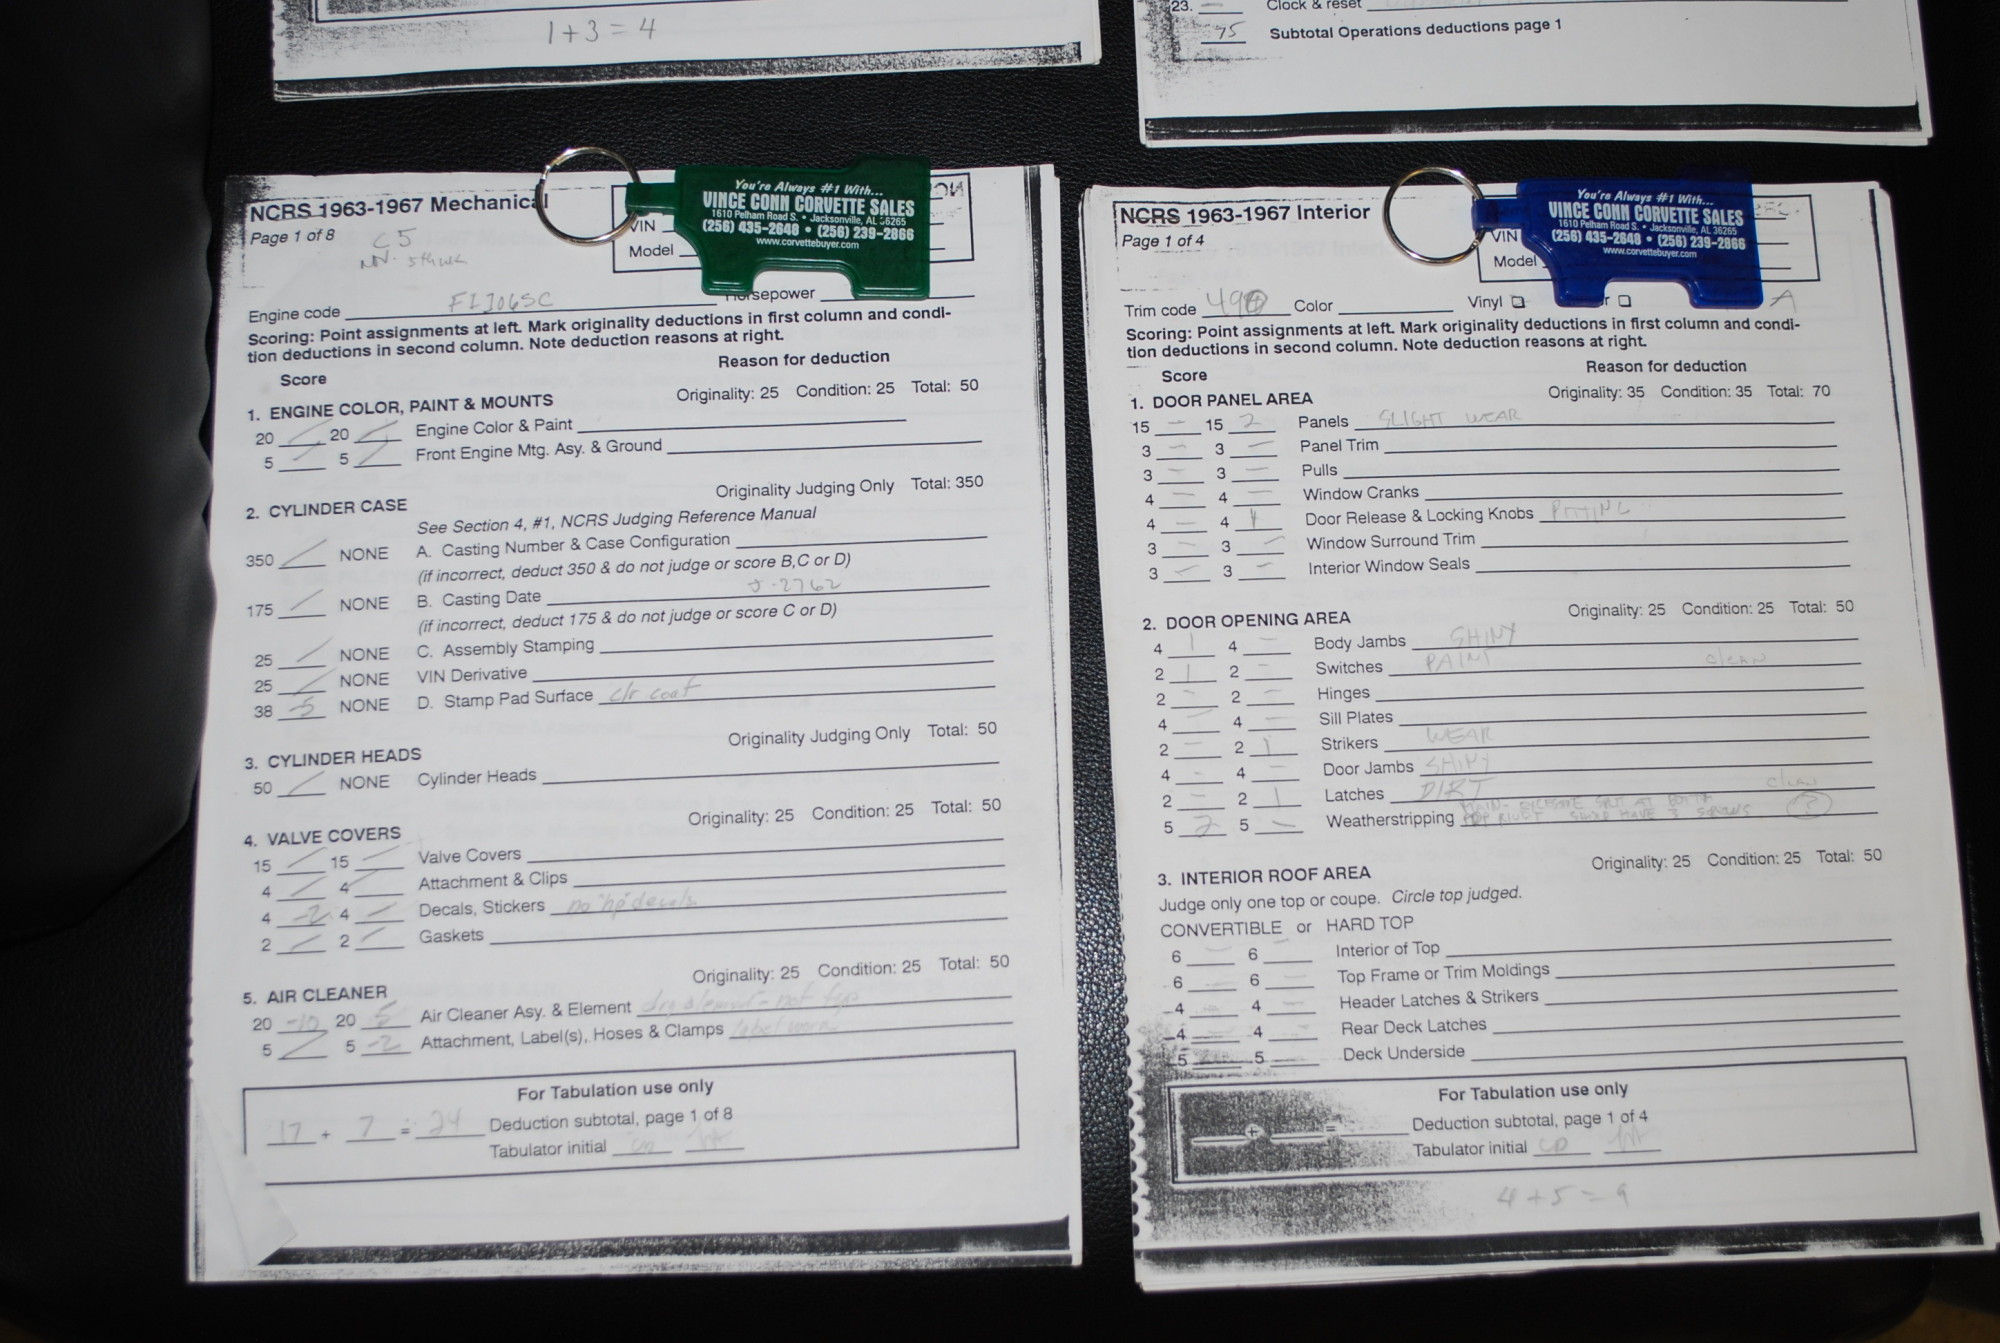 1+3=4
23. Clock & reset
75 Subtotal Operations deductions page 1
NCRS 1963-1967 Mechanical
Page 1 of 8
C5
VIN
Model
You're Always #1 With...
VINCE CONN CORVETTE SALES
1610 Pelham Road S. • Jacksonville, AL 36265
(256) 435-2648 • (256) 239-2866
www.corvettebuyer.com
Engine code Horsepower
Scoring: Point assignments at left. Mark originality deductions in first column and condi-
tion deductions in second column. Note deduction reasons at right.
Score Reason for deduction
1. ENGINE COLOR, PAINT & MOUNTS Originality: 25 Condition: 25 Total: 50
20 20 Engine Color & Paint
5 5 Front Engine Mtg. Asy. & Ground
2. CYLINDER CASE Originality Judging Only Total: 350
See Section 4, #1, NCRS Judging Reference Manual
350 NONE A. Casting Number & Case Configuration
(if incorrect, deduct 350 & do not judge or score B,C or D)
175 NONE B. Casting Date J-2762
(if incorrect, deduct 175 & do not judge or score C or D)
25 NONE C. Assembly Stamping
25 NONE VIN Derivative
38 -5 NONE D. Stamp Pad Surface clr coat
3. CYLINDER HEADS Originality Judging Only Total: 50
50 NONE Cylinder Heads
4. VALVE COVERS Originality: 25 Condition: 25 Total: 50
15 15 Valve Covers
4 4 Attachment & Clips
4 -2 4 Decals, Stickers no "hp" decals
2 2 Gaskets
5. AIR CLEANER Originality: 25 Condition: 25 Total: 50
20 -10 20 5 Air Cleaner Asy. & Element
5 5 -2 Attachment, Label(s), Hoses & Clamps label worn
For Tabulation use only
17 + 7 = 24 Deduction subtotal, page 1 of 8
Tabulator initial
NCRS 1963-1967 Interior
Page 1 of 4
VIN
Model
You're Always #1 With...
VINCE CONN CORVETTE SALES
1610 Pelham Road S. • Jacksonville, AL 36265
(256) 435-2648 • (256) 239-2866
www.corvettebuyer.com
Trim code Color Vinyl A
Scoring: Point assignments at left. Mark originality deductions in first column and condi-
tion deductions in second column. Note deduction reasons at right.
Score Reason for deduction
1. DOOR PANEL AREA Originality: 35 Condition: 35 Total: 70
15 - 15 2 Panels SLIGHT WEAR
3 - 3 - Panel Trim
3 - 3 - Pulls
4 - 4 - Window Cranks
4 - 4 Door Release & Locking Knobs PITTING
3 - 3 - Window Surround Trim
3 - 3 - Interior Window Seals
2. DOOR OPENING AREA Originality: 25 Condition: 25 Total: 50
4 1 4 - Body Jambs SHINY
2 1 2 - Switches PAINT clean
2 - 2 - Hinges
4 - 4 - Sill Plates
2 - 2 1 Strikers WEAR
4 - 4 - Door Jambs SHINY
2 - 2 1 Latches DIRT clean
5 2 5 - Weatherstripping
3. INTERIOR ROOF AREA Originality: 25 Condition: 25 Total: 50
Judge only one top or coupe. Circle top judged.
CONVERTIBLE or HARD TOP
6 6 Interior of Top
6 6 Top Frame or Trim Moldings
4 4 Header Latches & Strikers
4 4 Rear Deck Latches
5 5 Deck Underside
For Tabulation use only
+ = Deduction subtotal, page 1 of 4
Tabulator initial
4+5=9